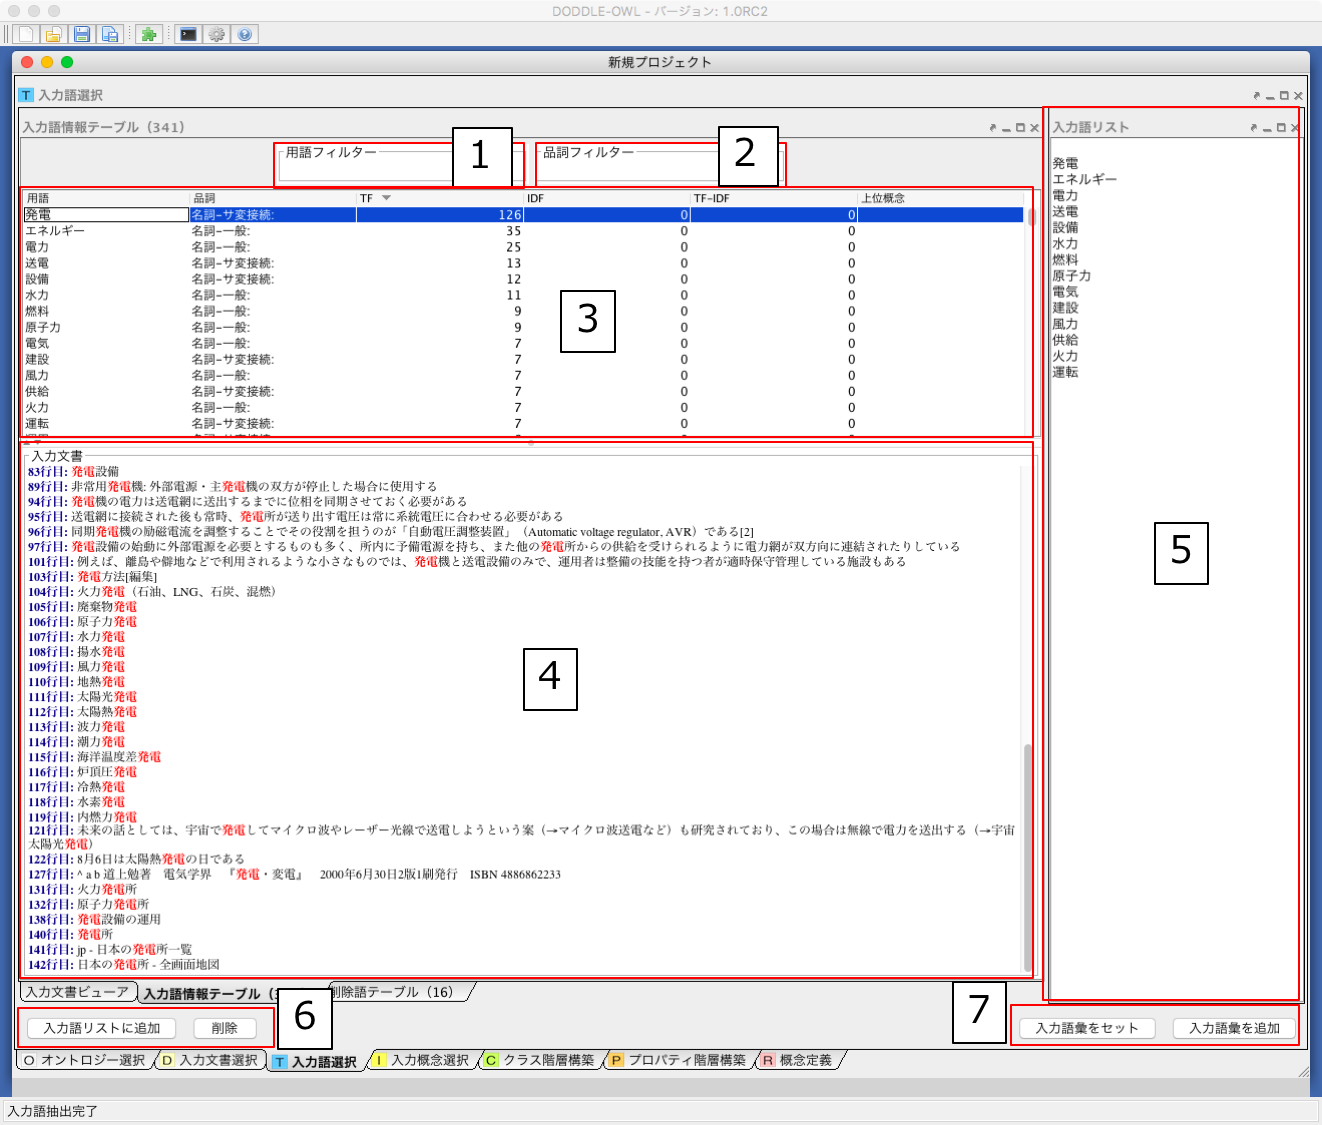 DODDLE-OWL - バージョン: 1.0RC2
新規プロジェクト
T 入力語選択
入力語情報テーブル（341）
用語フィルター 1
品詞フィルター 2
用語 品詞 TF IDF TF-IDF 上位概念
発電 名詞-サ変接続: 126 0 0
エネルギー 名詞-一般: 35 0 0
電力 名詞-一般: 25 0 0
送電 名詞-サ変接続: 13 0 0
設備 名詞-サ変接続: 12 0 0
水力 名詞-一般: 11 0 0
燃料 名詞-一般: 9 0 0
原子力 名詞-一般: 9 0 0
電気 名詞-一般: 7 0 0
建設 名詞-サ変接続: 7 0 0
風力 名詞-一般: 7 0 0
供給 名詞-サ変接続: 7 0 0
火力 名詞-一般: 7 0 0
運転 名詞-サ変接続: 7 0 0
3
入力文書
83行目: 発電設備
89行目: 非常用発電機: 外部電源・主発電機の双方が停止した場合に使用する
94行目: 発電機の電力は送電網に送出するまでに位相を同期させておく必要がある
95行目: 送電網に接続された後も常時、発電所が送り出す電圧は常に系統電圧に合わせる必要がある
96行目: 同期発電機の励磁電流を調整することでその役割を担うのが「自動電圧調整装置」（Automatic voltage regulator, AVR）である[2]
97行目: 発電設備の始動に外部電源を必要とするものも多く、所内に予備電源を持ち、また他の発電所からの供給を受けられるように電力網が双方向に連結されたりしている
101行目: 例えば、離島や僻地などで利用されるような小さなものでは、発電機と送電設備のみで、運用者は整備の技能を持つ者が適時保守管理している施設もある
103行目: 発電方法[編集]
104行目: 火力発電（石油、LNG、石炭、混燃）
105行目: 廃棄物発電
106行目: 原子力発電
107行目: 水力発電
108行目: 揚水発電
109行目: 風力発電
110行目: 地熱発電
111行目: 太陽光発電
112行目: 太陽熱発電
113行目: 波力発電
114行目: 潮力発電
115行目: 海洋温度差発電
116行目: 炉頂圧発電
117行目: 冷熱発電
118行目: 水素発電
119行目: 内燃力発電
121行目: 未来の話としては、宇宙で発電してマイクロ波やレーザー光線で送電しようという案（→マイクロ波送電など）も研究されており、この場合は無線で電力を送出する（→宇宙
太陽光発電）
122行目: 8月6日は太陽熱発電の日である
127行目: ^ a b 道上勉著　電気学界　『発電・変電』　2000年6月30日2版1刷発行　ISBN 4886862233
131行目: 火力発電所
132行目: 原子力発電所
138行目: 発電設備の運用
140行目: 発電所
141行目: jp - 日本の発電所一覧
142行目: 日本の発電所 - 全画面地図
4
入力語リスト
発電
エネルギー
電力
送電
設備
水力
燃料
原子力
電気
建設
風力
供給
火力
運転
5
入力文書ビューア 入力語情報テーブル 削除語テーブル（16）
入力語リストに追加 削除 6
7 入力語彙をセット 入力語彙を追加
O オントロジー選択 D 入力文書選択 T 入力語選択 I 入力概念選択 C クラス階層構築 P プロパティ階層構築 R 概念定義
入力語抽出完了